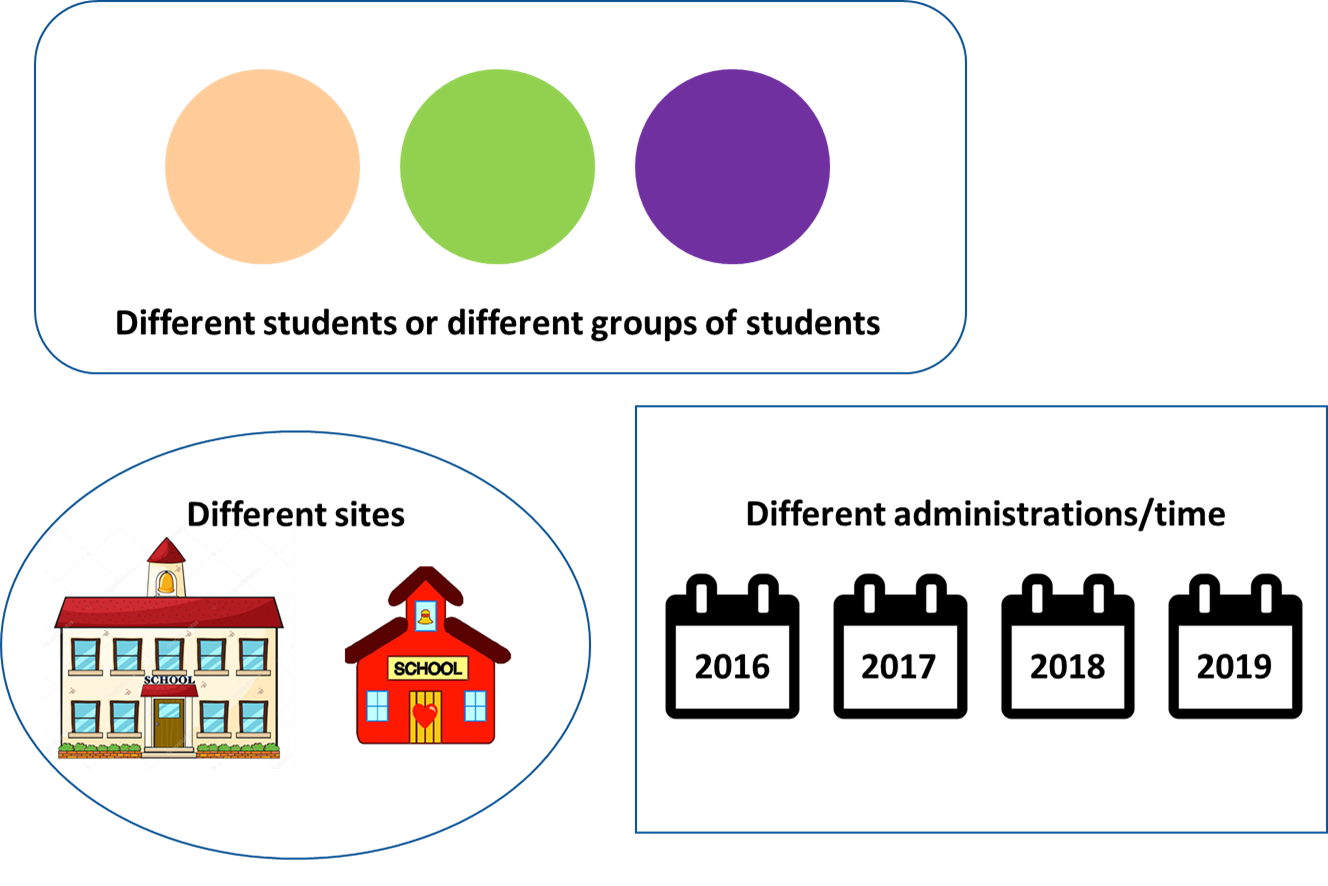 Different students or different groups of students
Different sites
SCHOOL
SCHOOL
Different administrations/time
2016
2017
2018
2019